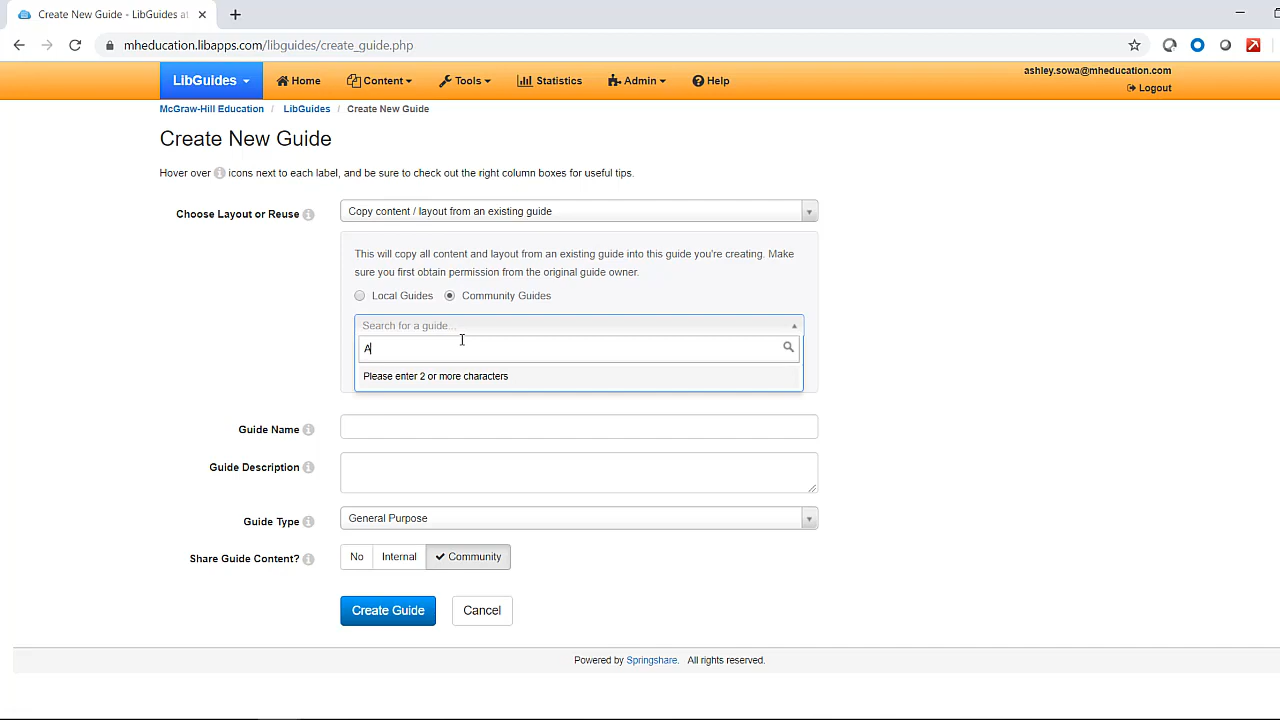 Create New Guide - LibGuides at
mheducation.libapps.com/libguides/create_guide.php
LibGuides
Home
Content
Tools
Statistics
Admin
Help
ashley.sowa@mheducation.com
Logout
McGraw-Hill Education / LibGuides / Create New Guide
Create New Guide
Hover over i icons next to each label, and be sure to check out the right column boxes for useful tips.
Choose Layout or Reuse
Copy content / layout from an existing guide
This will copy all content and layout from an existing guide into this guide you're creating. Make
sure you first obtain permission from the original guide owner.
Local Guides
Community Guides
Search for a guide...
A
Please enter 2 or more characters
Guide Name
Guide Description
Guide Type
General Purpose
Share Guide Content?
No
Internal
Community
Create Guide
Cancel
Powered by Springshare. All rights reserved.